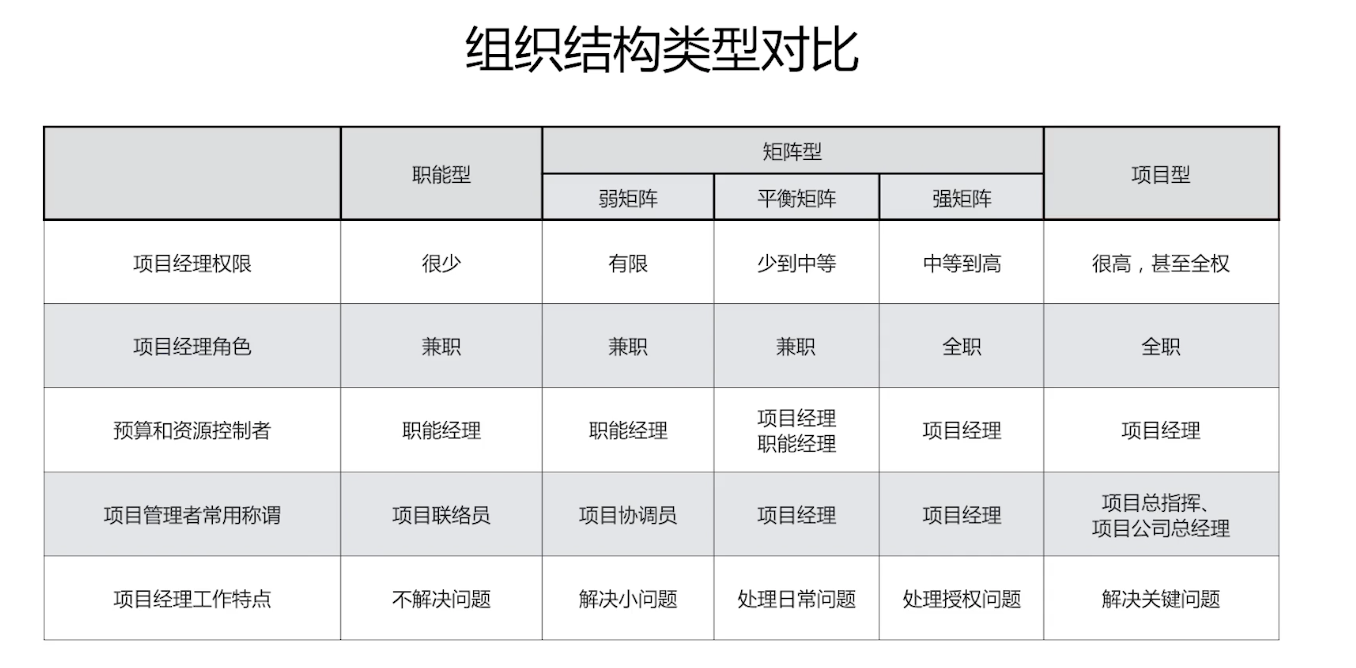 组织结构类型对比
职能型 矩阵型 项目型
弱矩阵 平衡矩阵 强矩阵
项目经理权限 很少 有限 少到中等 中等到高 很高，甚至全权
项目经理角色 兼职 兼职 兼职 全职 全职
预算和资源控制者 职能经理 职能经理 项目经理 职能经理 项目经理 项目经理
项目管理者常用称谓 项目联络员 项目协调员 项目经理 项目经理 项目总指挥、 项目公司总经理
项目经理工作特点 不解决问题 解决小问题 处理日常问题 处理授权问题 解决关键问题